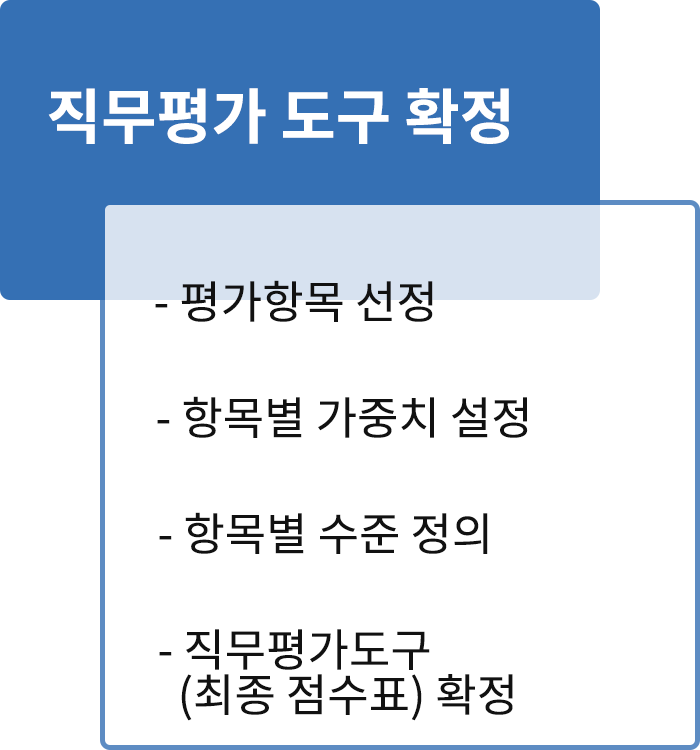 직무평가 도구 확정
- 평가항목 선정
- 항목별 가중치 설정
- 항목별 수준 정의
- 직무평가도구
(최종 점수표) 확정